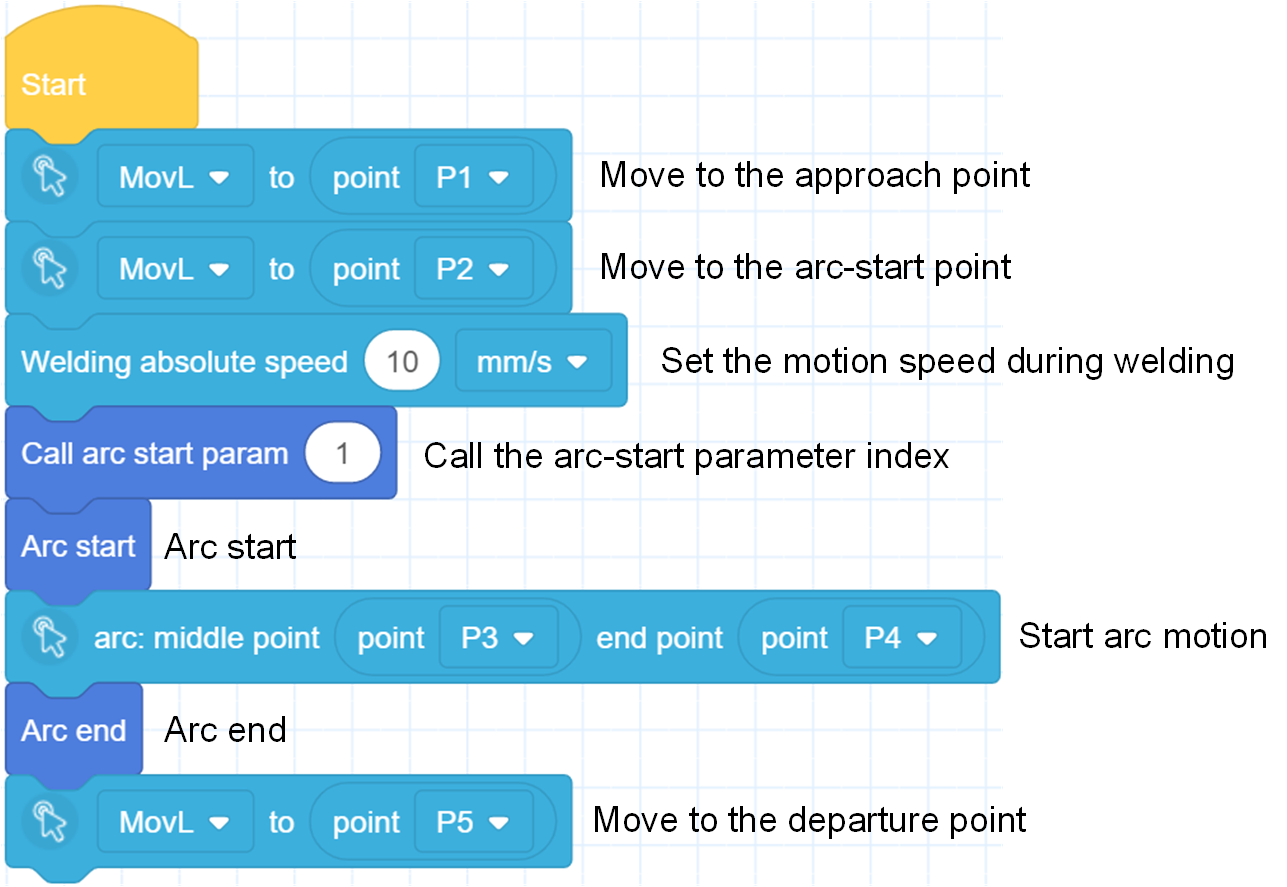 Start
MovL to point P1 Move to the approach point
MovL to point P2 Move to the arc-start point
Welding absolute speed 10 mm/s Set the motion speed during welding
Call arc start param 1 Call the arc-start parameter index
Arc start Arc start
arc: middle point point P3 end point point P4 Start arc motion
Arc end Arc end
MovL to point P5 Move to the departure point